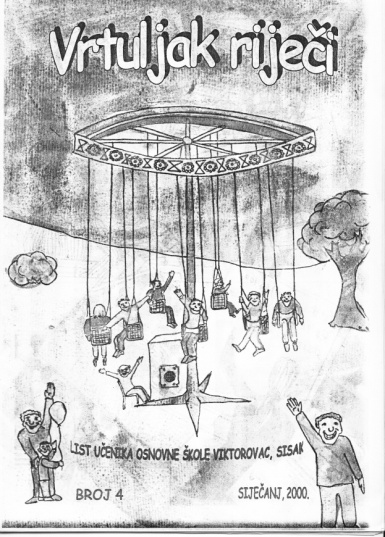 Vrtuljak riječi
LIST UČENIKA OSNOVNE ŠKOLE VIKTOROVAC, SISAK
BROJ 4 SIJEČANJ, 2000.